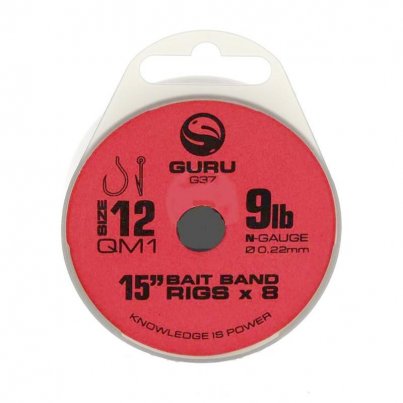 GURU
G37
SIZE 12
QM1
9lb
N-GAUGE
Ø 0.22mm
15” BAIT BAND
RIGS x 8
KNOWLEDGE IS POWER